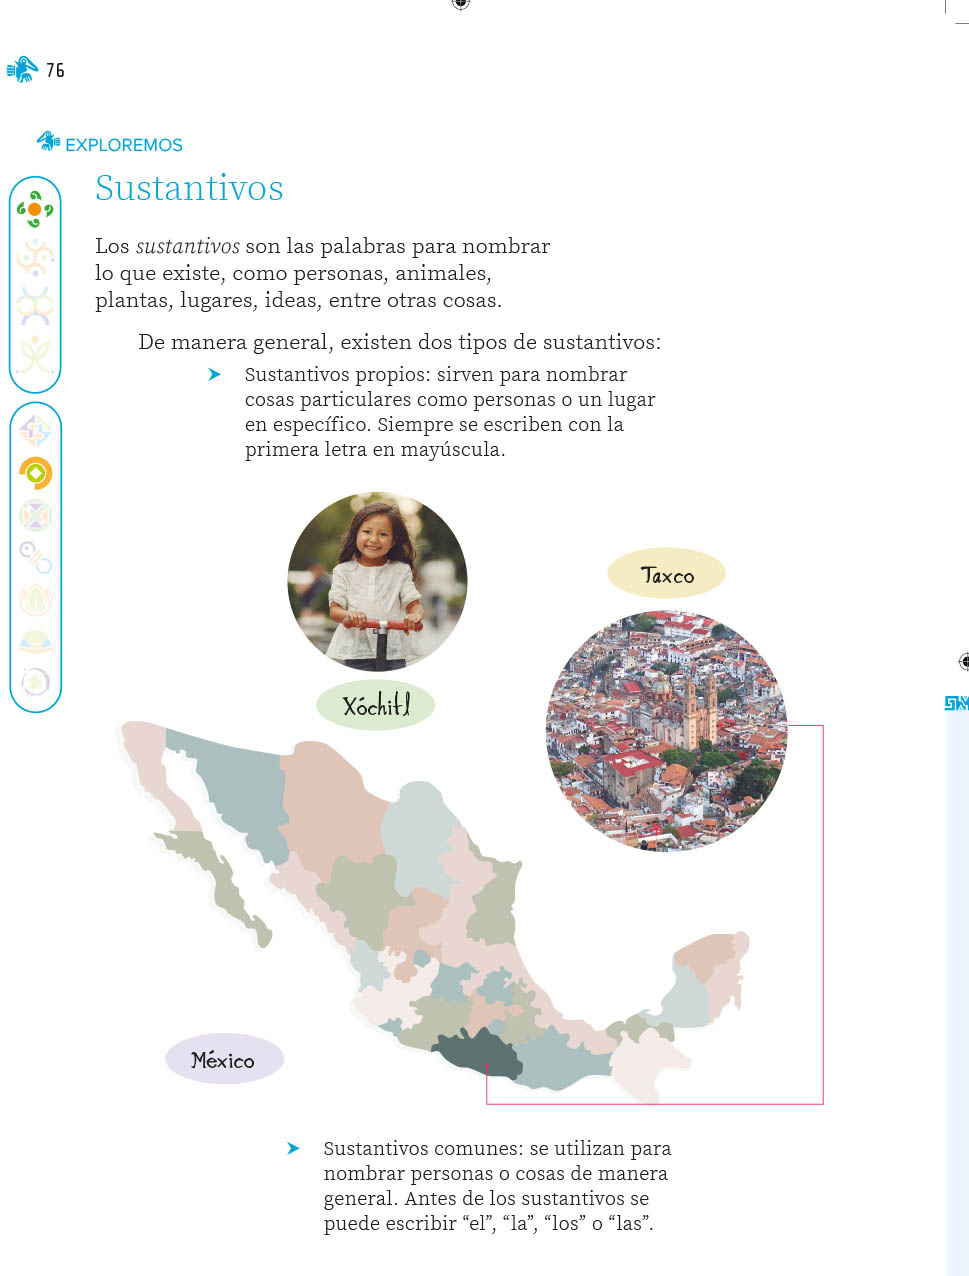 76
EXPLOREMOS
Sustantivos
Los sustantivos son las palabras para nombrar
lo que existe, como personas, animales,
plantas, lugares, ideas, entre otras cosas.
De manera general, existen dos tipos de sustantivos:
Sustantivos propios: sirven para nombrar
cosas particulares como personas o un lugar
en específico. Siempre se escriben con la
primera letra en mayúscula.
Taxco
Xóchitl
México
Sustantivos comunes: se utilizan para
nombrar personas o cosas de manera
general. Antes de los sustantivos se
puede escribir “el”, “la”, “los” o “las”.